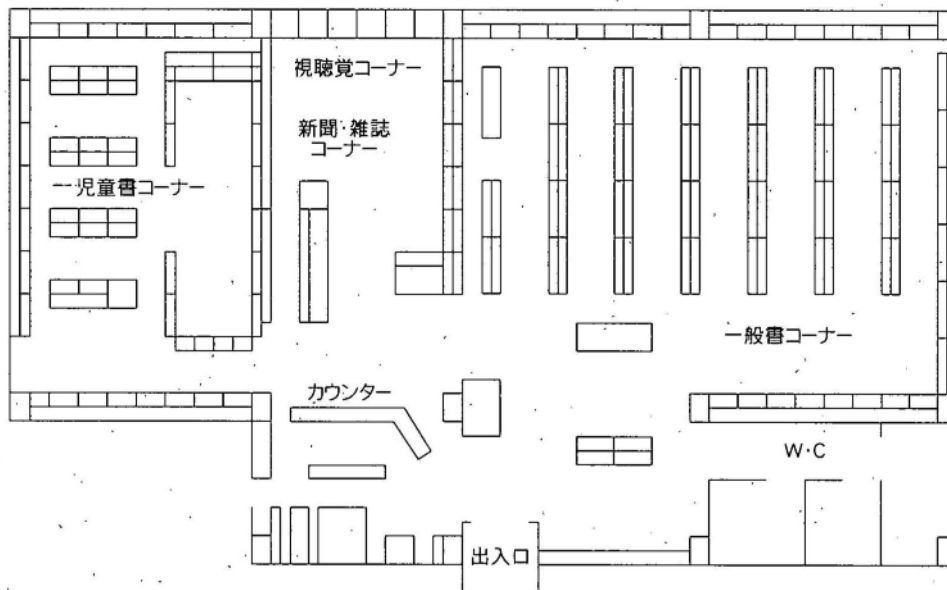 視聴覚コーナー
新聞・雑誌
コーナー
児童書コーナー
一般書コーナー
カウンター
W・C
出入口